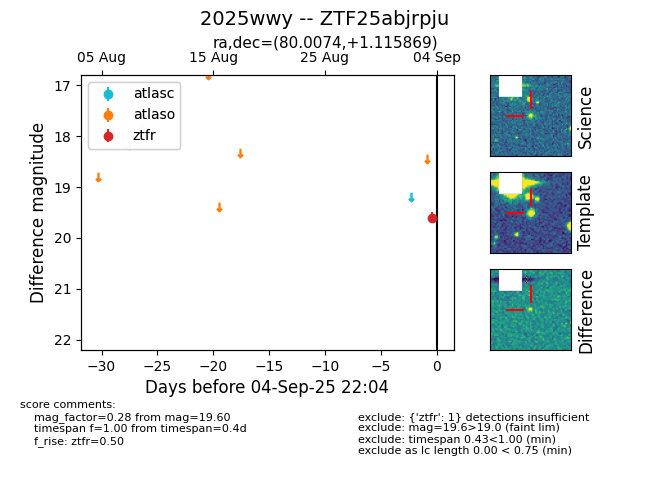 2025wwy -- ZTF25abjrpju
ra,dec=(80.0074,+1.115869)
05 Aug 15 Aug 25 Aug 04 Sep
17
18
19
20
21
22
Difference magnitude
atlasc
atlaso
ztfr
−30 −25 −20 −15 −10 −5 0
Days before 04-Sep-25 22:04
Science
Template
Difference
score comments:
mag_factor=0.28 from mag=19.60
timespan f=1.00 from timespan=0.4d
f_rise: ztfr=0.50
exclude: {'ztfr': 1} detections insufficient
exclude: mag=19.6>19.0 (faint lim)
exclude: timespan 0.43<1.00 (min)
exclude as lc length 0.00 < 0.75 (min)